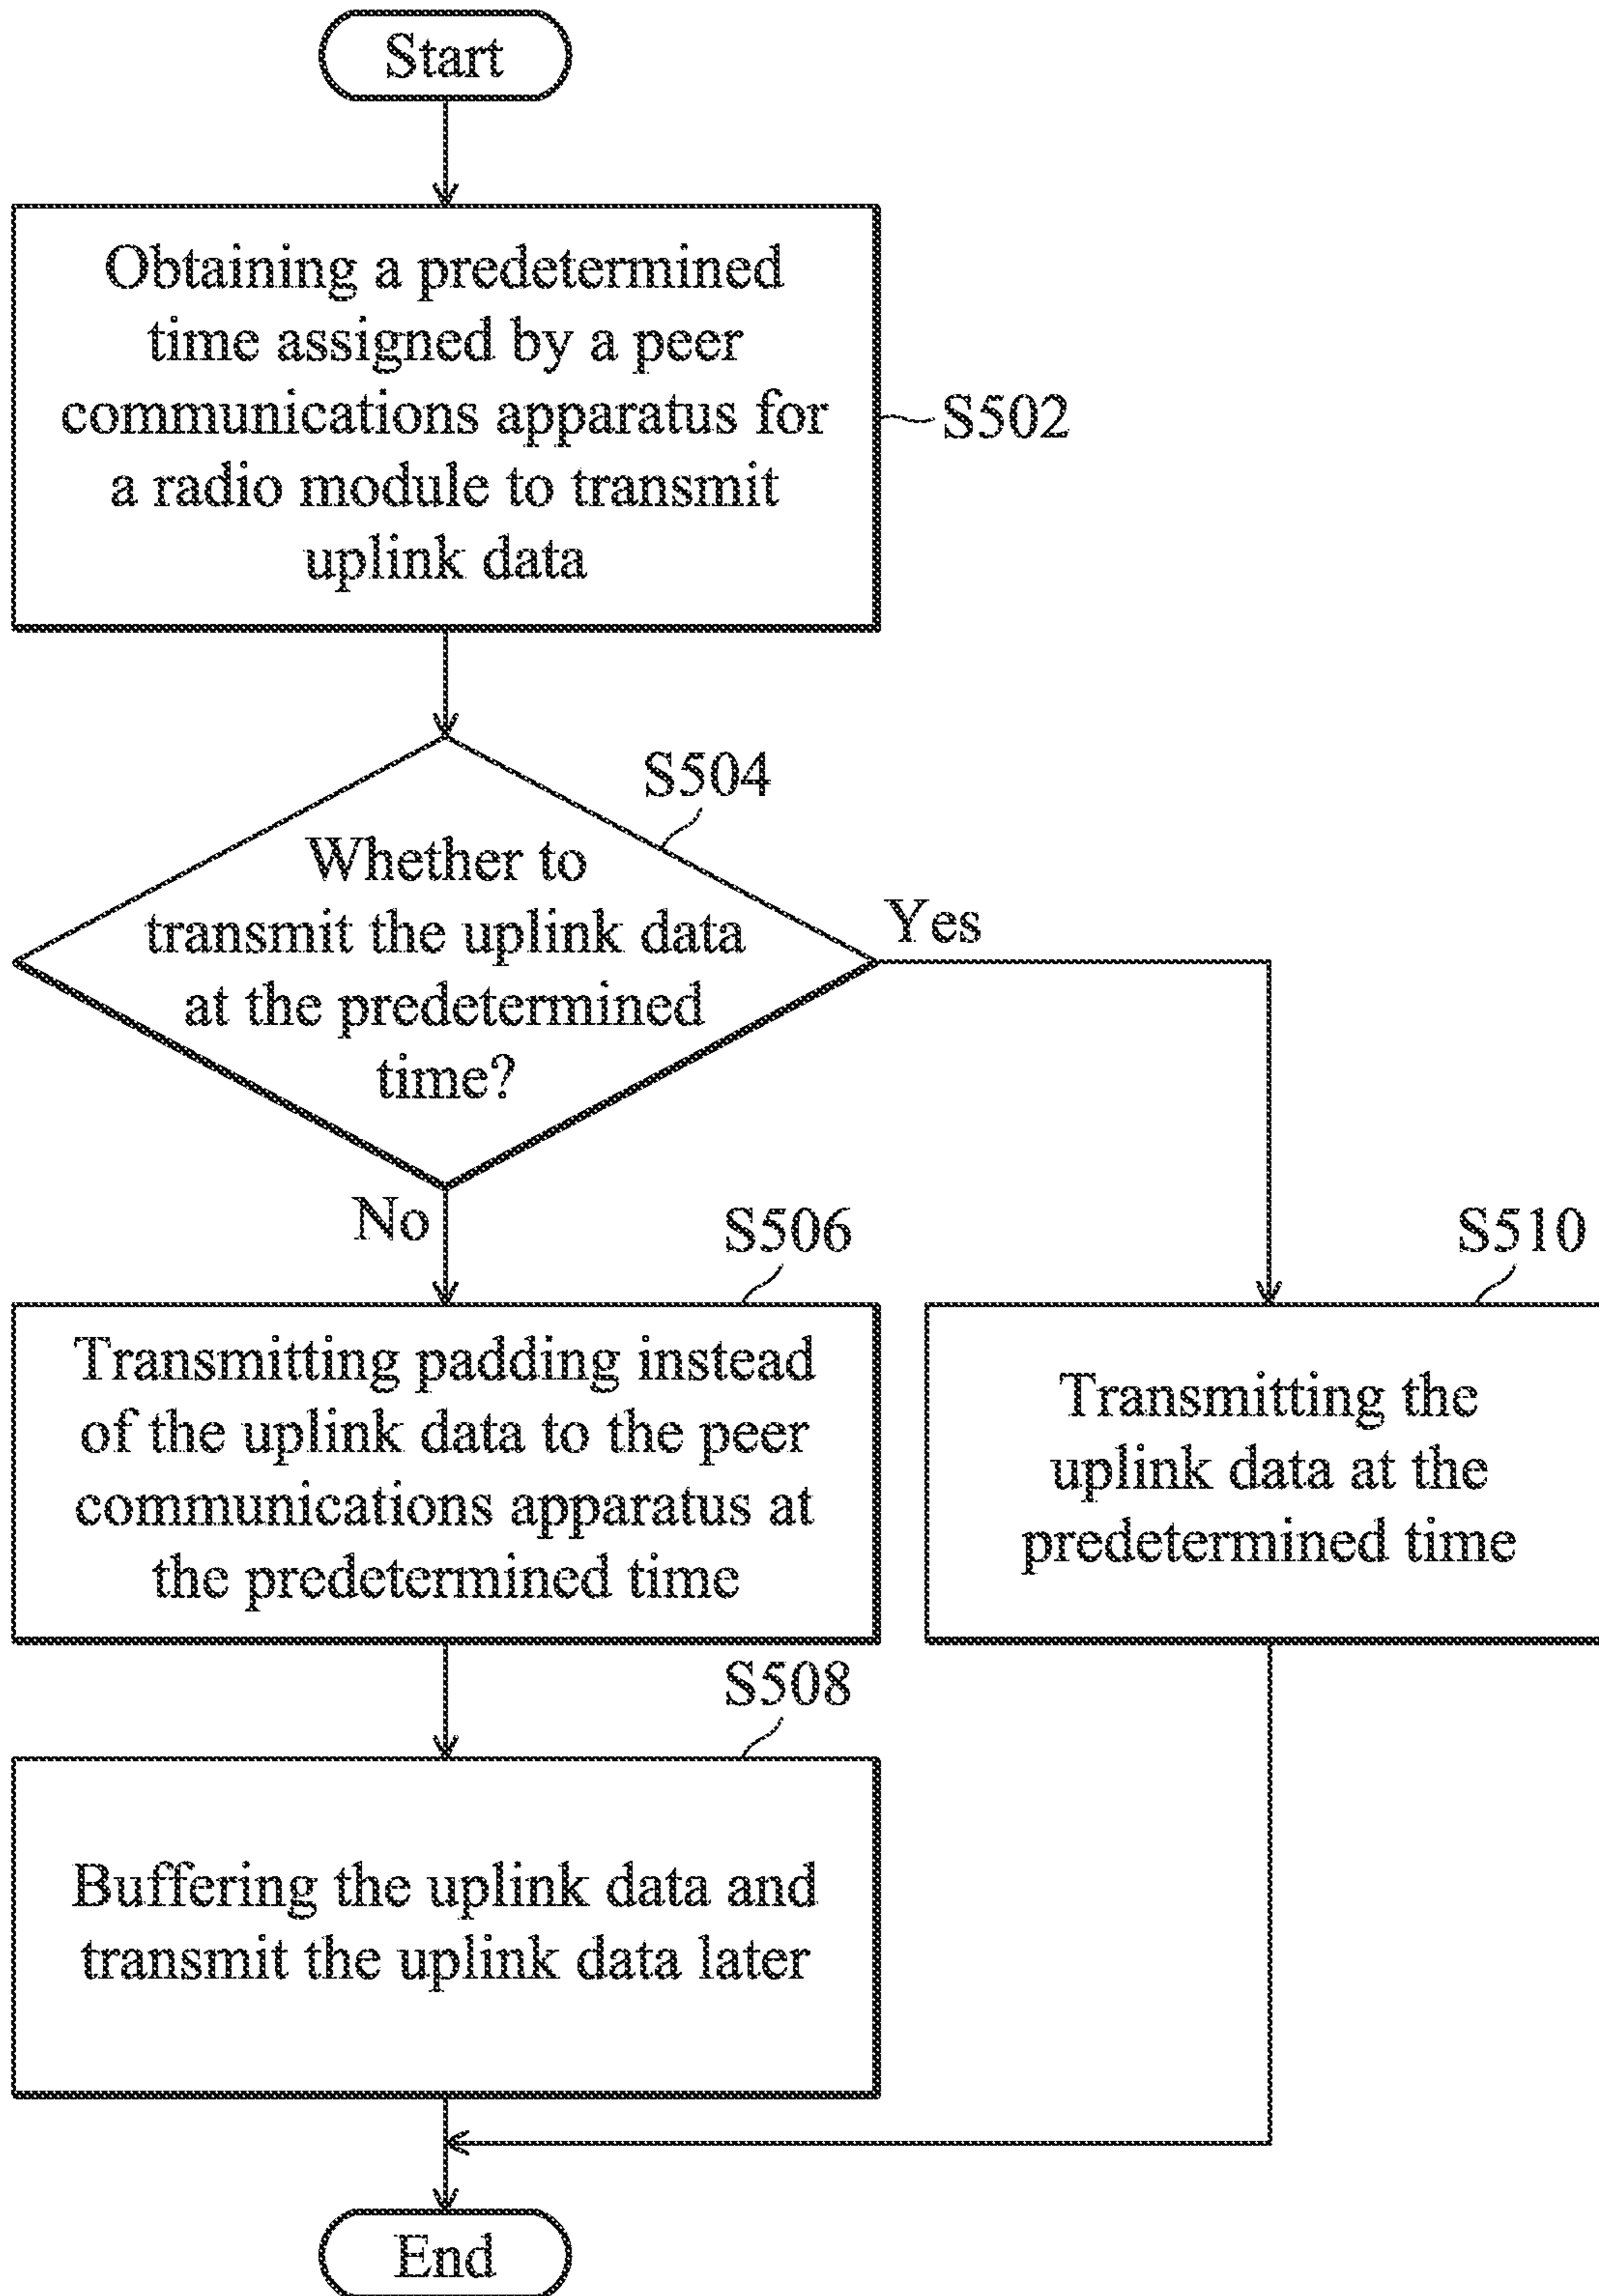 Start
Obtaining a predetermined
time assigned by a peer
communications apparatus for
a radio module to transmit
uplink data
S502
S504
Whether to
transmit the uplink data
at the predetermined
time?
Yes
No
S506
Transmitting padding instead
of the uplink data to the peer
communications apparatus at
the predetermined time
S510
Transmitting the
uplink data at the
predetermined time
S508
Buffering the uplink data and
transmit the uplink data later
End